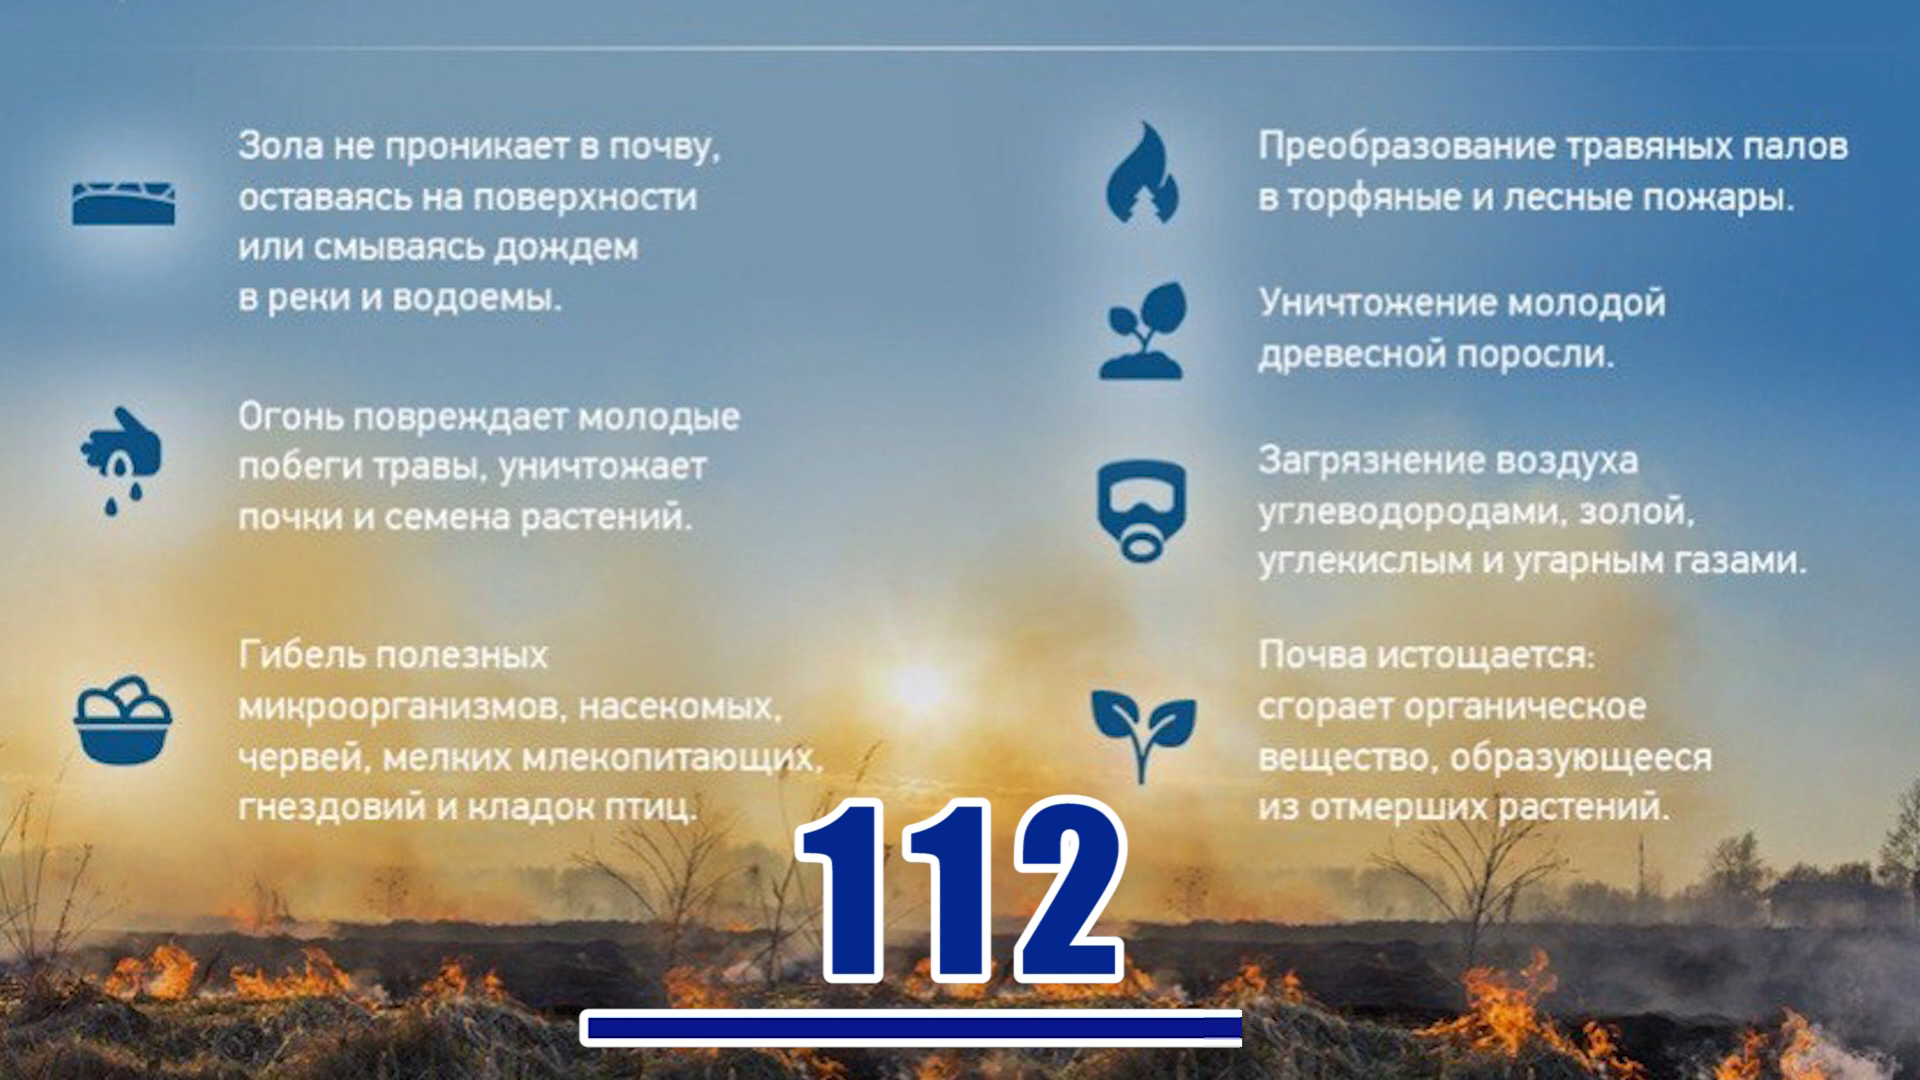 Зола не проникает в почву,
оставаясь на поверхности
или смываясь дождем
в реки и водоемы.
Огонь повреждает молодые
побеги травы, уничтожает
почки и семена растений.
Гибель полезных
микроорганизмов, насекомых,
червей, мелких млекопитающих,
гнездовий и кладок птиц.
Преобразование травяных палов
в торфяные и лесные пожары.
Уничтожение молодой
древесной поросли.
Загрязнение воздуха
углеводородами, золой,
углекислым и угарным газами.
Почва истощается:
сгорает органическое
вещество, образующееся
из отмерших растений.
112